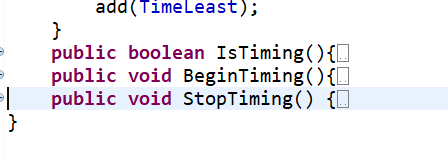 add(TimeLeast);
}
public boolean IsTiming(){
public void BeginTiming(){
public void StopTiming() {
}